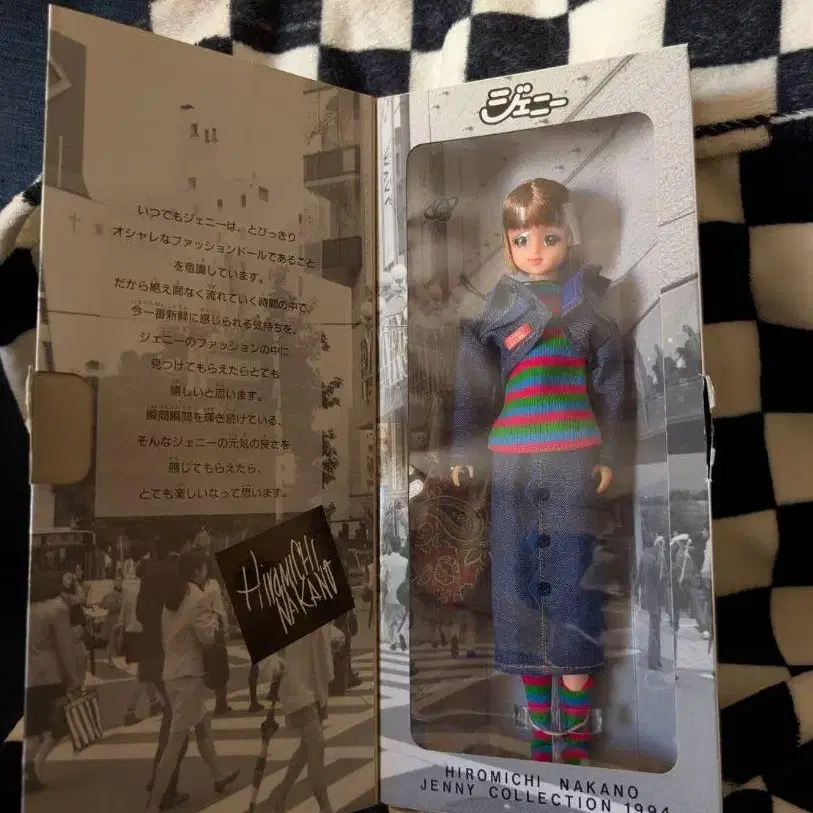 いつでもジェニーは、とびっきり
オシャレなファッションドールであること
を意識しています。
だから絶え間なく流れていく時間の中で、
今一番新鮮に感じられる気持ちを、
ジェニーのファッションの中に
見つけてもらえたらとても
嬉しいと思います。
瞬間瞬間を輝き続けている、
そんなジェニーの元気の良さを
感じてもらえたら、
とても楽しいなって思います。
HIROMICHI
NAKANO
ジェニー
HIROMICHI NAKANO
JENNY COLLECTION 1994